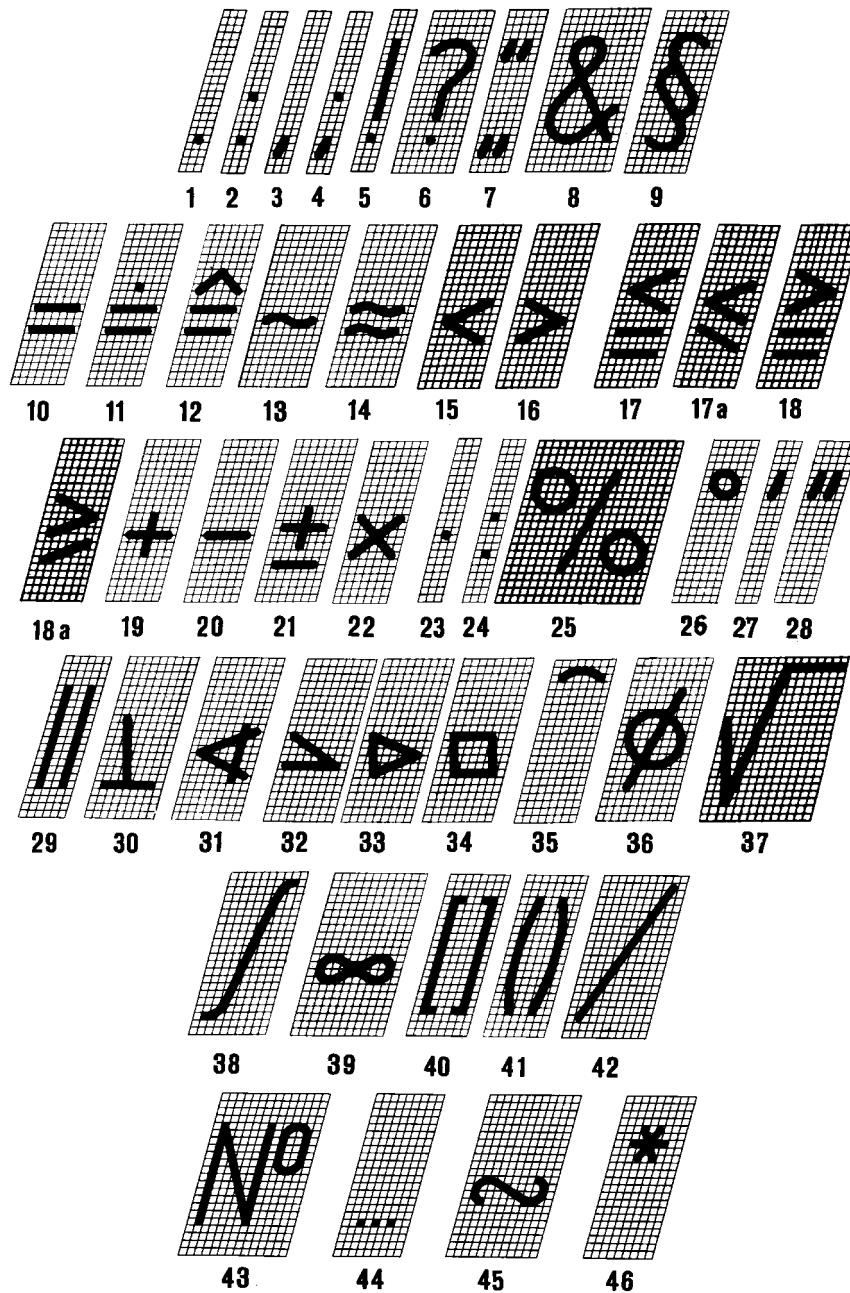 . : , ; ! ? „ " & §
1 2 3 4 5 6 7 8 9
= ≐ ≙ ~ ≈ < > ≦ ⩽ ≧
10 11 12 13 14 15 16 17 17a 18
⩾ + − ± × · : % ° ′ ″
18a 19 20 21 22 23 24 25 26 27 28
∥ ⊥ ∢ > ▷ □ ⌒ ⌀ √
29 30 31 32 33 34 35 36 37
∫ ∞ [ ] ( ) /
38 39 40 41 42
№ ... ~ *
43 44 45 46